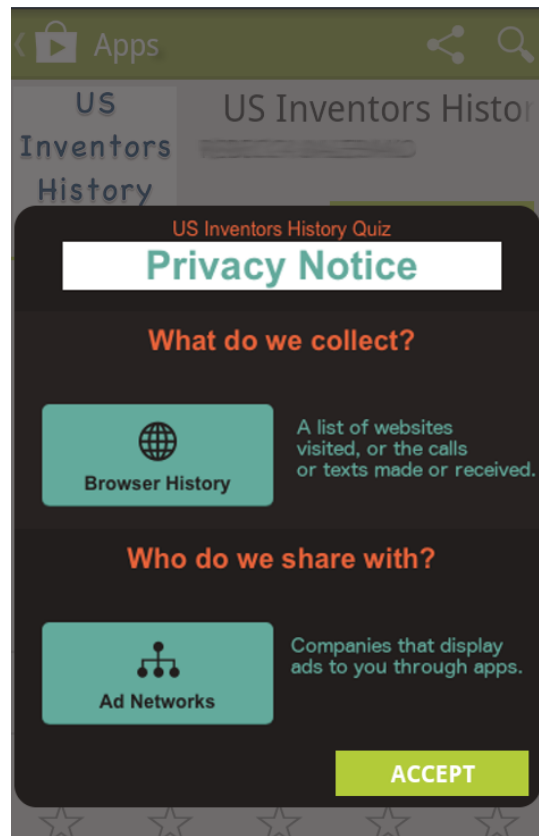 Apps
US
Inventors
History
US Inventors Histor
US Inventors History Quiz
Privacy Notice
What do we collect?
Browser History
A list of websites
visited, or the calls
or texts made or received.
Who do we share with?
Ad Networks
Companies that display
ads to you through apps.
ACCEPT